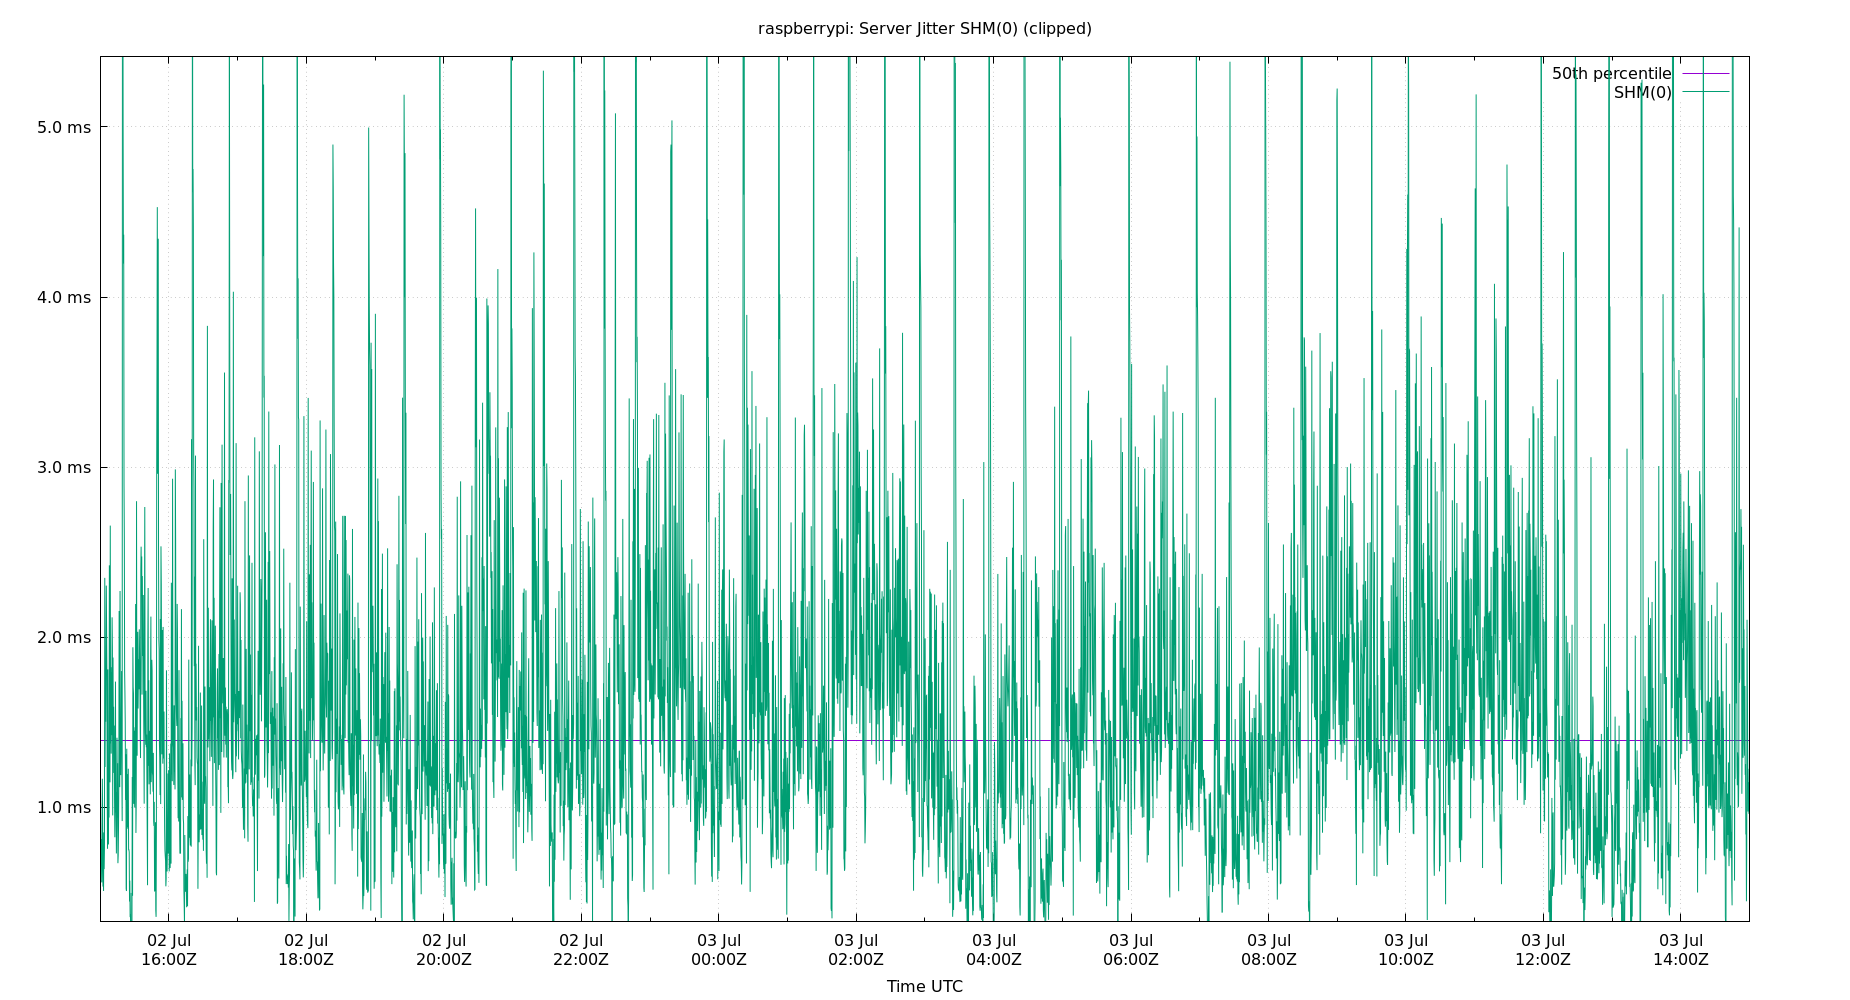 raspberrypi: Server Jitter SHM(0) (clipped)
50th percentile
SHM(0)
5.0 ms
4.0 ms
3.0 ms
2.0 ms
1.0 ms
02 Jul 02 Jul 02 Jul 02 Jul 03 Jul 03 Jul 03 Jul 03 Jul 03 Jul 03 Jul 03 Jul 03 Jul
16:00Z 18:00Z 20:00Z 22:00Z 00:00Z 02:00Z 04:00Z 06:00Z 08:00Z 10:00Z 12:00Z 14:00Z
Time UTC